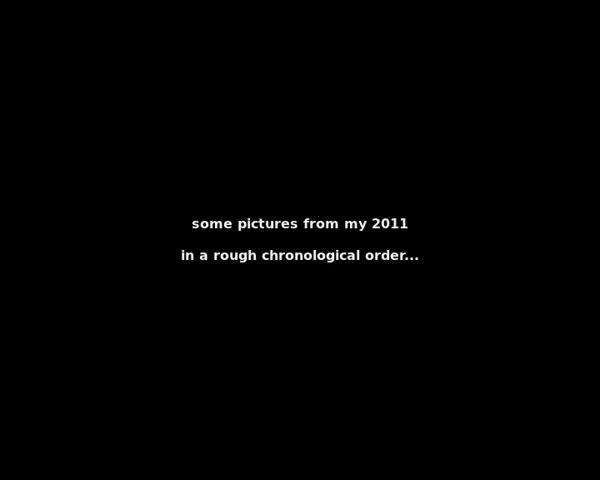 some pictures from my 2011
in a rough chronological order...